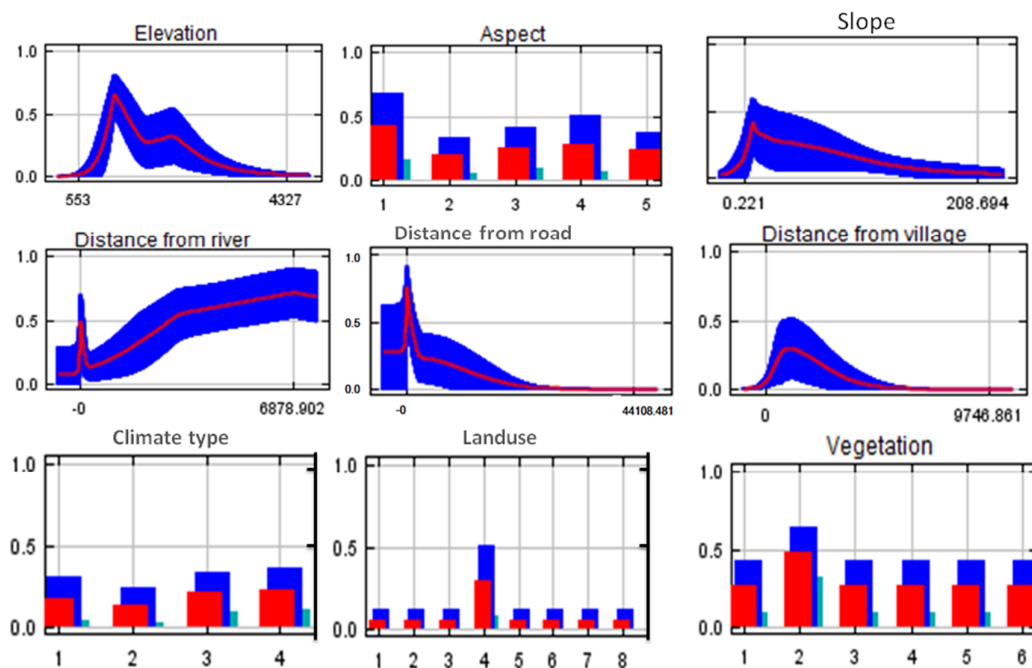 Elevation
1.0
0.5
0.0
553 4327
Aspect
1.0
0.5
0.0
1 2 3 4 5
Slope
0.221 208.694
Distance from river
1.0
0.5
0.0
-0 6878.902
Distance from road
1.0
0.5
0.0
-0 44108.481
Distance from village
1.0
0.5
0.0
0 9746.861
Climate type
1.0
0.5
0.0
1 2 3 4
Landuse
1.0
0.5
0.0
1 2 3 4 5 6 7 8
Vegetation
1.0
0.5
0.0
1 2 3 4 5 6